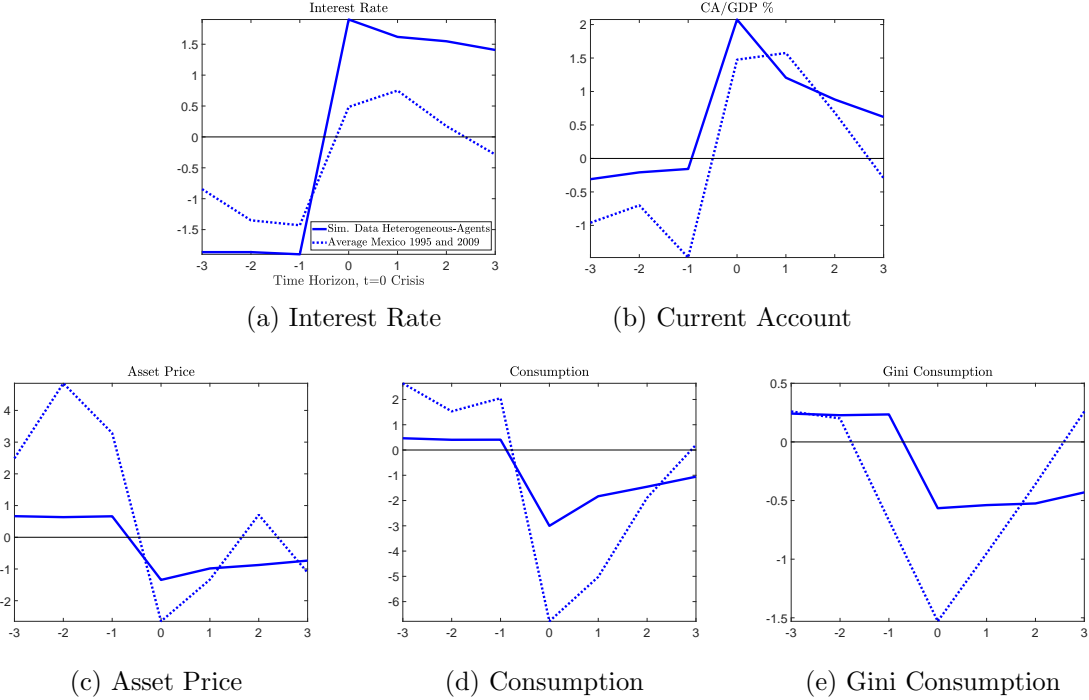 Interest Rate
1.5
1
0.5
0
-0.5
-1
-1.5
Sim. Data Heterogeneous-Agents
Average Mexico 1995 and 2009
-3 -2 -1 0 1 2 3
Time Horizon, t=0 Crisis
(a) Interest Rate
CA/GDP %
2
1.5
1
0.5
0
-0.5
-1
-3 -2 -1 0 1 2 3
(b) Current Account
Asset Price
4
3
2
1
0
-1
-2
-3 -2 -1 0 1 2 3
(c) Asset Price
Consumption
2
1
0
-1
-2
-3
-4
-5
-6
-3 -2 -1 0 1 2 3
(d) Consumption
Gini Consumption
0.5
0
-0.5
-1
-1.5
-3 -2 -1 0 1 2 3
(e) Gini Consumption